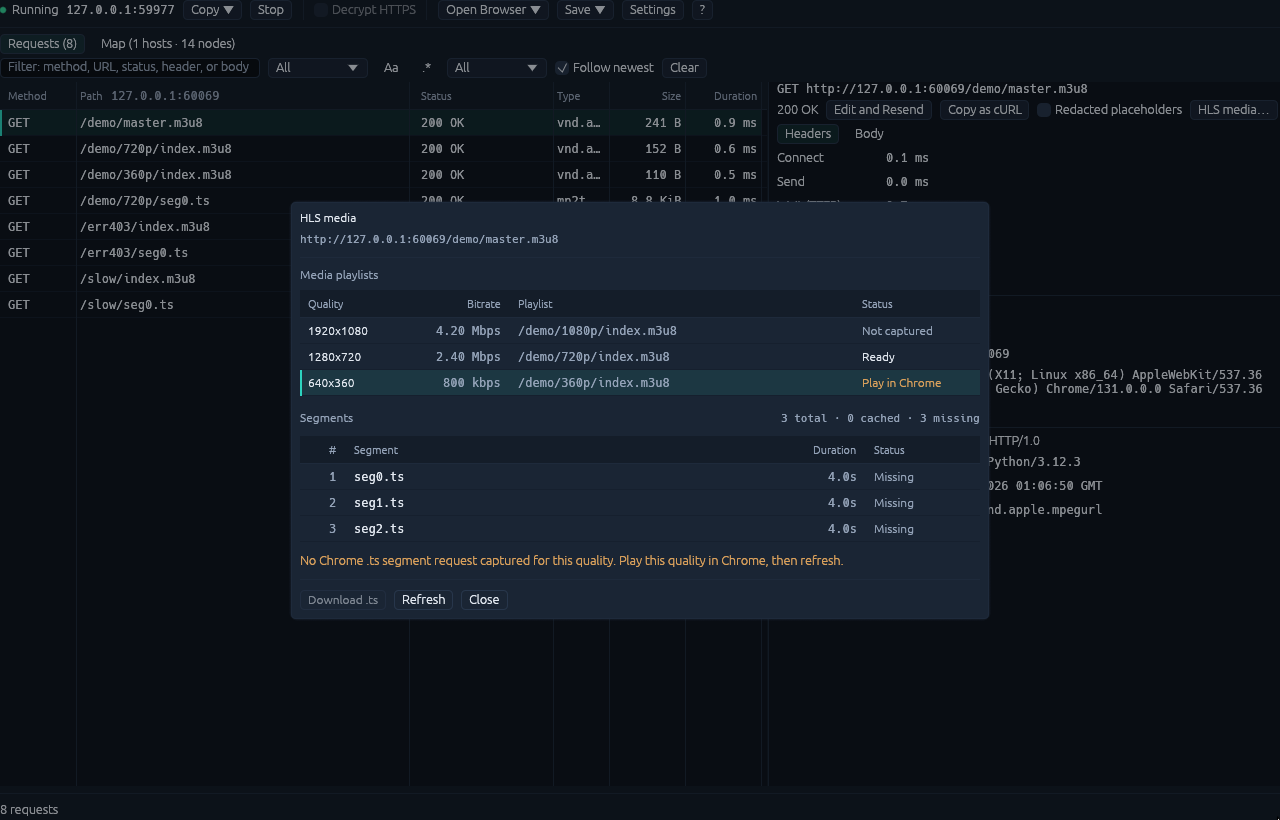 Running 127.0.0.1:59977 Copy ▼ Stop Decrypt HTTPS Open Browser ▼ Save ▼ Settings ?
Requests (8) Map (1 hosts · 14 nodes)
Filter: method, URL, status, header, or body All ▼ Aa .* All ▼ Follow newest Clear
Method Path 127.0.0.1:60069 Status Type Size Duration
GET /demo/master.m3u8 200 OK vnd.a… 241 B 0.9 ms
GET /demo/720p/index.m3u8 200 OK vnd.a… 152 B 0.6 ms
GET /demo/360p/index.m3u8 200 OK vnd.a… 110 B 0.5 ms
GET /demo/720p/seg0.ts 200 OK mp2t 8.8 KiB 1.0 ms
GET /err403/index.m3u8
GET /err403/seg0.ts
GET /slow/index.m3u8
GET /slow/seg0.ts
GET http://127.0.0.1:60069/demo/master.m3u8
200 OK Edit and Resend Copy as cURL Redacted placeholders HLS media…
Headers Body
Connect 0.1 ms
Send 0.0 ms
HLS media
http://127.0.0.1:60069/demo/master.m3u8
Media playlists
Quality Bitrate Playlist Status
1920x1080 4.20 Mbps /demo/1080p/index.m3u8 Not captured
1280x720 2.40 Mbps /demo/720p/index.m3u8 Ready
640x360 800 kbps /demo/360p/index.m3u8 Play in Chrome
Segments 3 total · 0 cached · 3 missing
# Segment Duration Status
1 seg0.ts 4.0s Missing
2 seg1.ts 4.0s Missing
3 seg2.ts 4.0s Missing
No Chrome .ts segment request captured for this quality. Play this quality in Chrome, then refresh.
Download .ts Refresh Close
069
(X11; Linux x86_64) AppleWebKit/537.36
Gecko) Chrome/131.0.0.0 Safari/537.36
HTTP/1.0
Python/3.12.3
026 01:06:50 GMT
nd.apple.mpegurl
8 requests